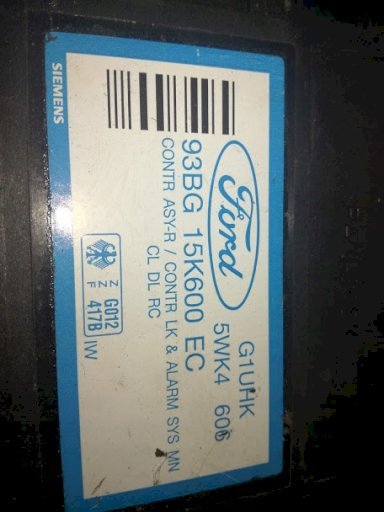 Ford
G1UHK
5WK4 606
93BG 15K600 EC
CONTR ASY-R / CONTR LK & ALARM SYS MN
CL DL RC
SIEMENS
ZZF
G012
417B
IW